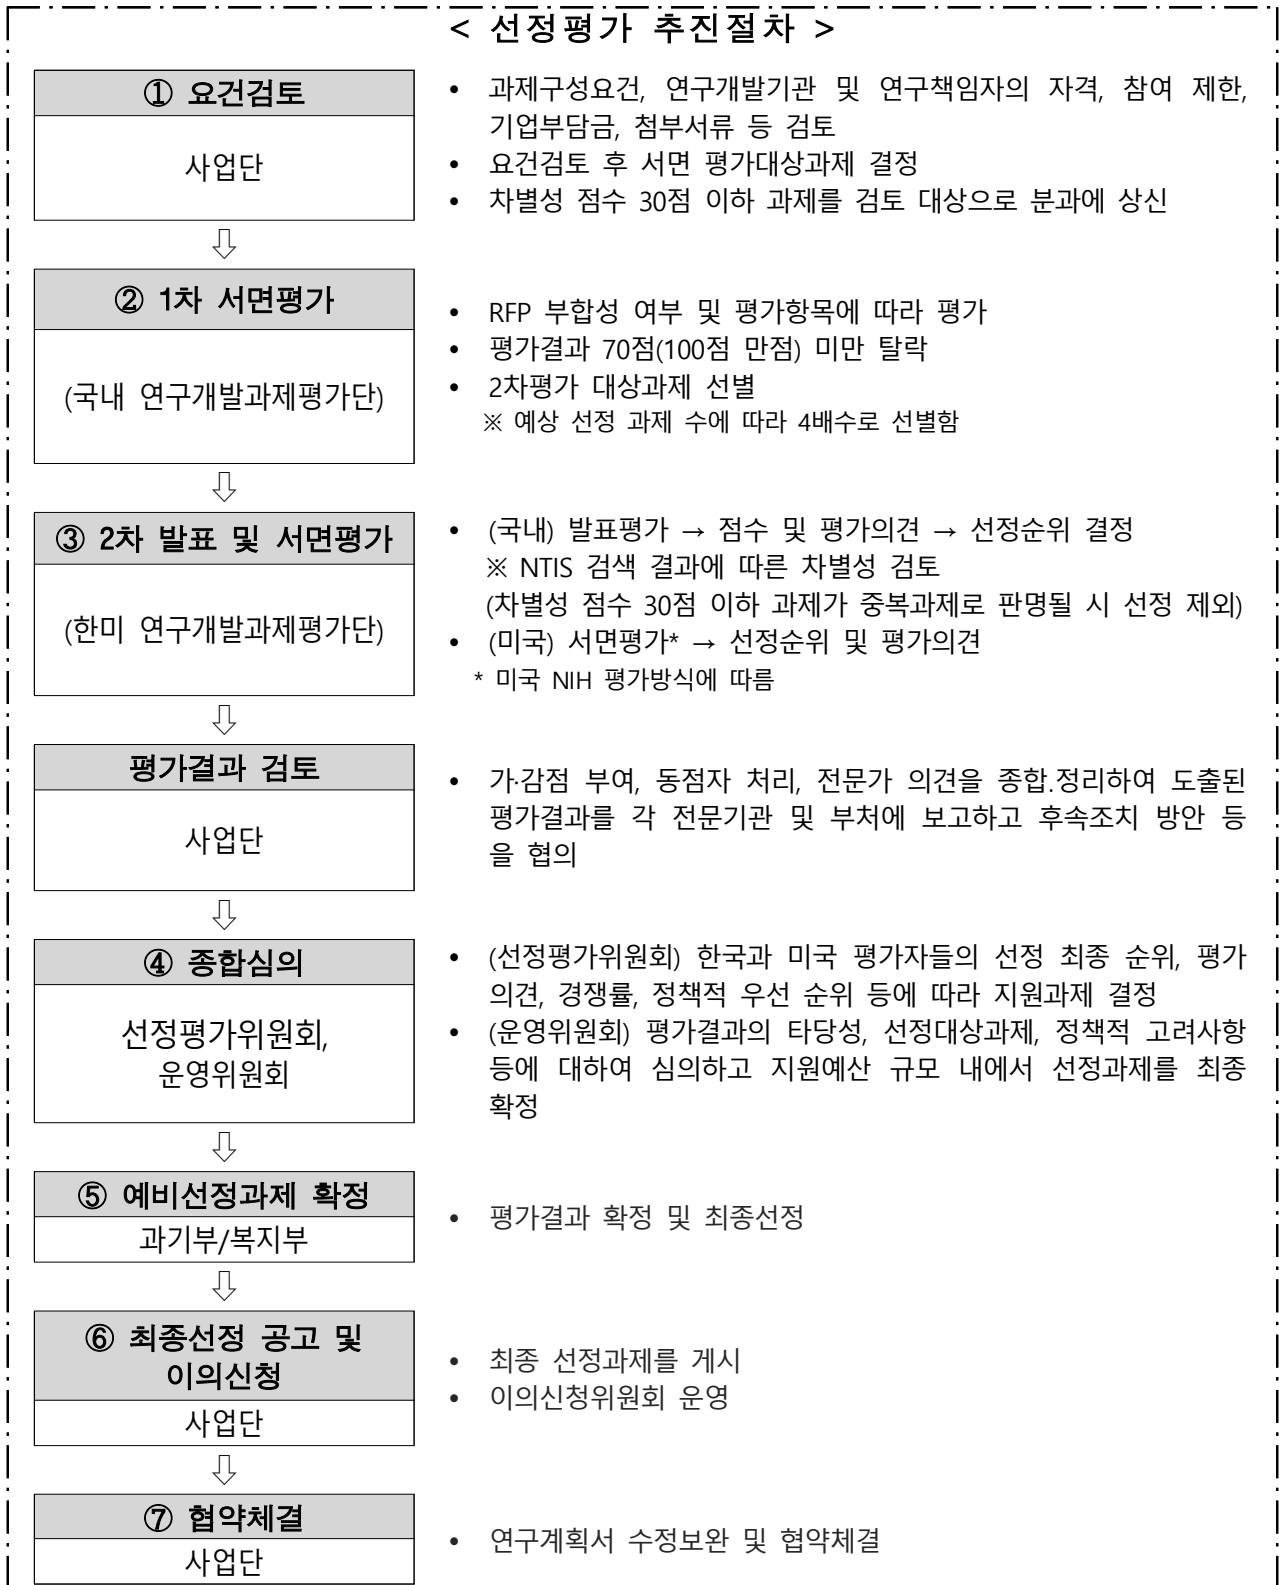 < 선정평가 추진절차 >
① 요건검토
사업단
• 과제구성요건, 연구개발기관 및 연구책임자의 자격, 참여 제한,
기업부담금, 첨부서류 등 검토
• 요건검토 후 서면 평가대상과제 결정
• 차별성 점수 30점 이하 과제를 검토 대상으로 분과에 상신
⇩
② 1차 서면평가
(국내 연구개발과제평가단)
• RFP 부합성 여부 및 평가항목에 따라 평가
• 평가결과 70점(100점 만점) 미만 탈락
• 2차평가 대상과제 선별
※ 예상 선정 과제 수에 따라 4배수로 선별함
⇩
③ 2차 발표 및 서면평가
(한미 연구개발과제평가단)
• (국내) 발표평가 → 점수 및 평가의견 → 선정순위 결정
※ NTIS 검색 결과에 따른 차별성 검토
(차별성 점수 30점 이하 과제가 중복과제로 판명될 시 선정 제외)
• (미국) 서면평가* → 선정순위 및 평가의견
* 미국 NIH 평가방식에 따름
⇩
평가결과 검토
사업단
• 가·감점 부여, 동점자 처리, 전문가 의견을 종합.정리하여 도출된
평가결과를 각 전문기관 및 부처에 보고하고 후속조치 방안 등
을 협의
⇩
④ 종합심의
선정평가위원회,
운영위원회
• (선정평가위원회) 한국과 미국 평가자들의 선정 최종 순위, 평가
의견, 경쟁률, 정책적 우선 순위 등에 따라 지원과제 결정
• (운영위원회) 평가결과의 타당성, 선정대상과제, 정책적 고려사항
등에 대하여 심의하고 지원예산 규모 내에서 선정과제를 최종
확정
⇩
⑤ 예비선정과제 확정
과기부/복지부
• 평가결과 확정 및 최종선정
⇩
⑥ 최종선정 공고 및
이의신청
사업단
• 최종 선정과제를 게시
• 이의신청위원회 운영
⇩
⑦ 협약체결
사업단
• 연구계획서 수정보완 및 협약체결